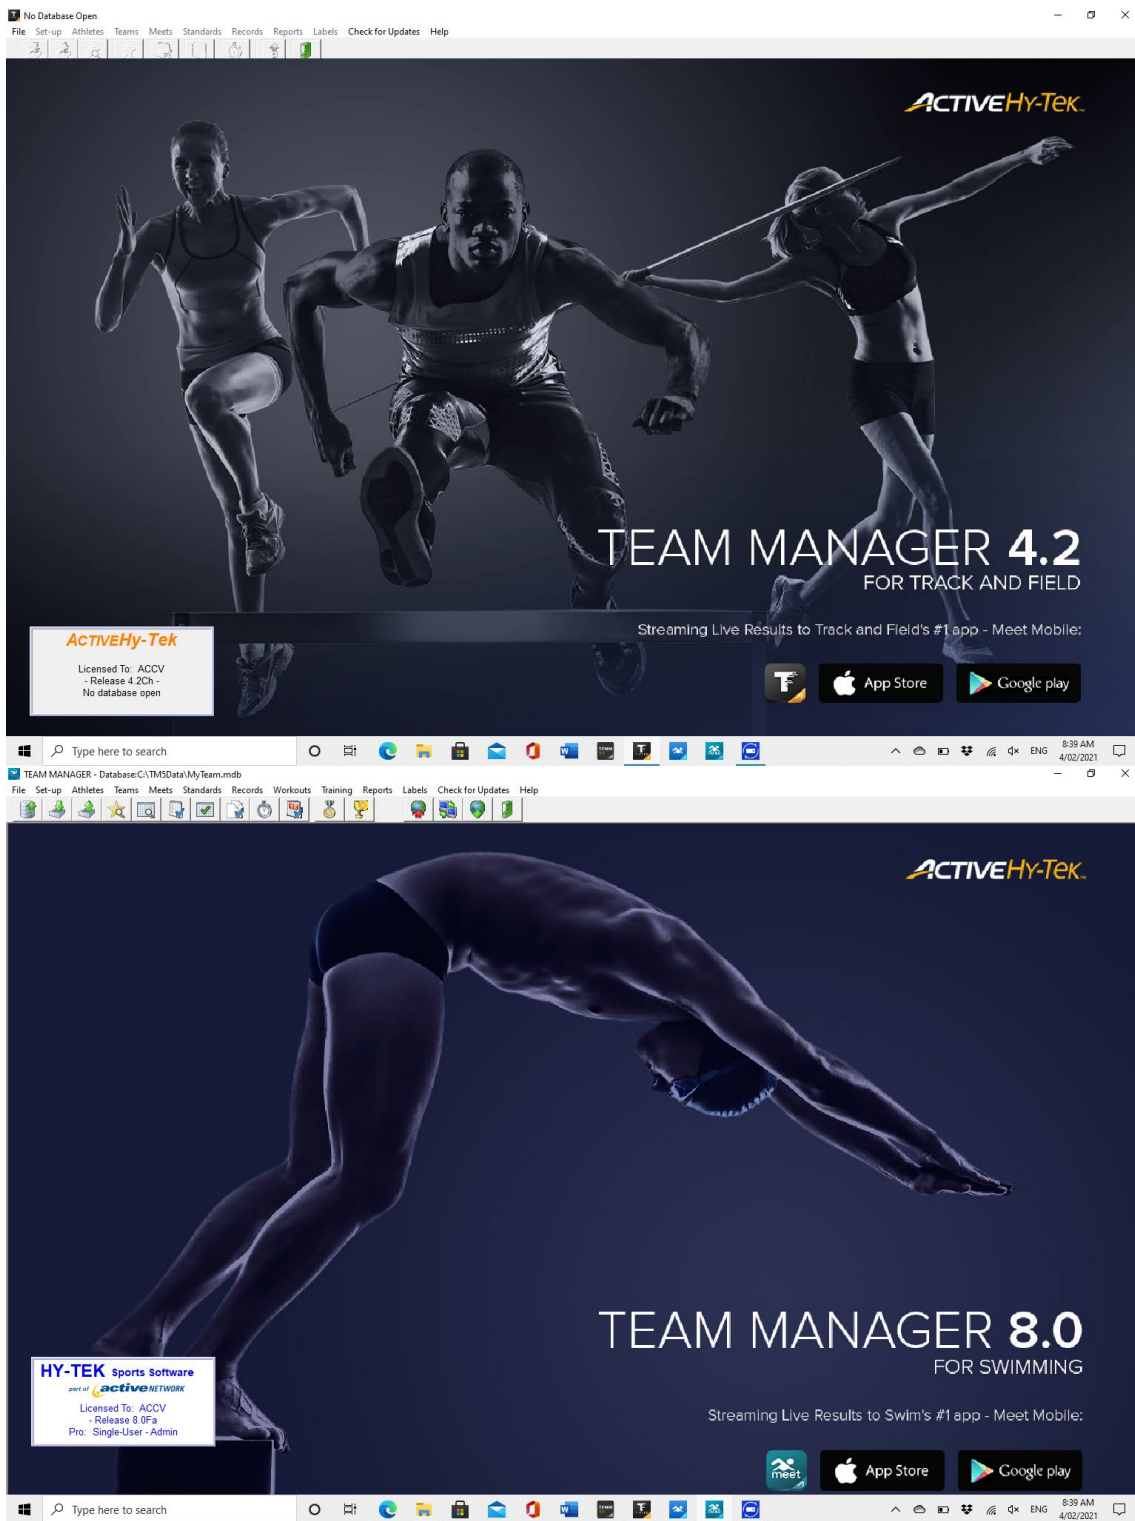 No Database Open
File Set-up Athletes Teams Meets Standards Records Reports Labels Check for Updates Help
ACTIVEHy-Tek
TEAM MANAGER 4.2
FOR TRACK AND FIELD
Streaming Live Results to Track and Field's #1 app - Meet Mobile:
ACTIVEHy-Tek
Licensed To: ACCV
- Release 4.2Ch -
No database open
App Store
Google play
Type here to search
ENG
8:39 AM
4/02/2021
TEAM MANAGER - Database:C:\TM5Data\MyTeam.mdb
File Set-up Athletes Teams Meets Standards Records Workouts Training Reports Labels Check for Updates Help
ACTIVEHy-Tek
TEAM MANAGER 8.0
FOR SWIMMING
HY-TEK Sports Software
part of active NETWORK
Licensed To: ACCV
- Release 8.0Fa
Pro: Single-User - Admin
Streaming Live Results to Swim's #1 app - Meet Mobile:
meet
App Store
Google play
Type here to search
ENG
8:39 AM
4/02/2021